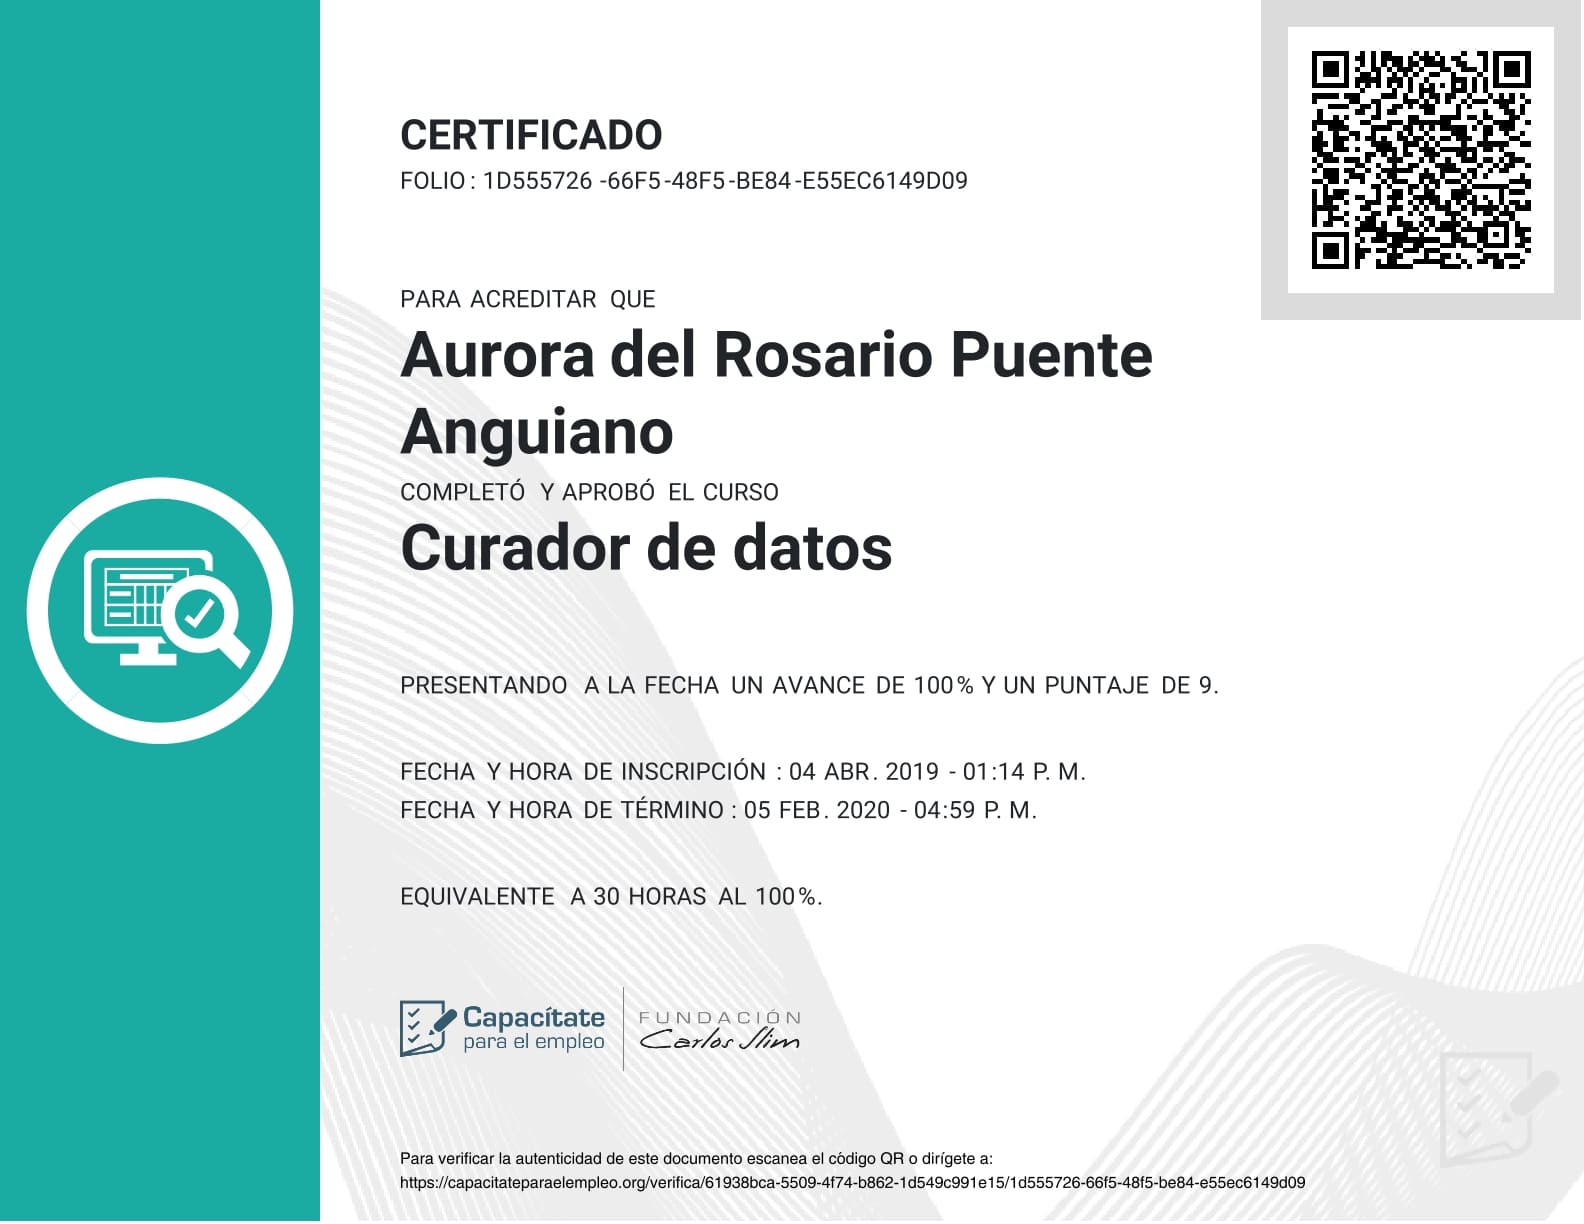 CERTIFICADO
FOLIO: 1D555726-66F5-48F5-BE84-E55EC6149D09
PARA ACREDITAR QUE
Aurora del Rosario Puente
Anguiano
COMPLETÓ Y APROBÓ EL CURSO
Curador de datos
PRESENTANDO A LA FECHA UN AVANCE DE 100% Y UN PUNTAJE DE 9.
FECHA Y HORA DE INSCRIPCIÓN : 04 ABR. 2019 - 01:14 P. M.
FECHA Y HORA DE TÉRMINO : 05 FEB. 2020 - 04:59 P. M.
EQUIVALENTE A 30 HORAS AL 100%.
Capacítate
para el empleo
FUNDACIÓN
Carlos Slim
Para verificar la autenticidad de este documento escanea el código QR o dirígete a:
https://capacitateparaelempleo.org/verifica/61938bca-5509-4f74-b862-1d549c991e15/1d555726-66f5-48f5-be84-e55ec6149d09